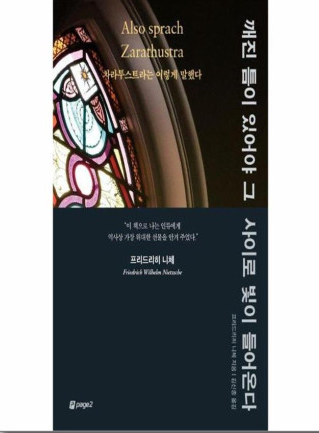 Also sprach
Zarathustra
차라투스트라는 이렇게 말했다
깨진 틈이 있어야 그 사이로 빛이 들어온다
프리드리히 니체 지음 | 김신종 옮김
"이 책으로 나는 인류에게
역사상 가장 위대한 선물을 안겨 주었다."
프리드리히 니체
Friedrich Wilhelm Nietzsche
page2